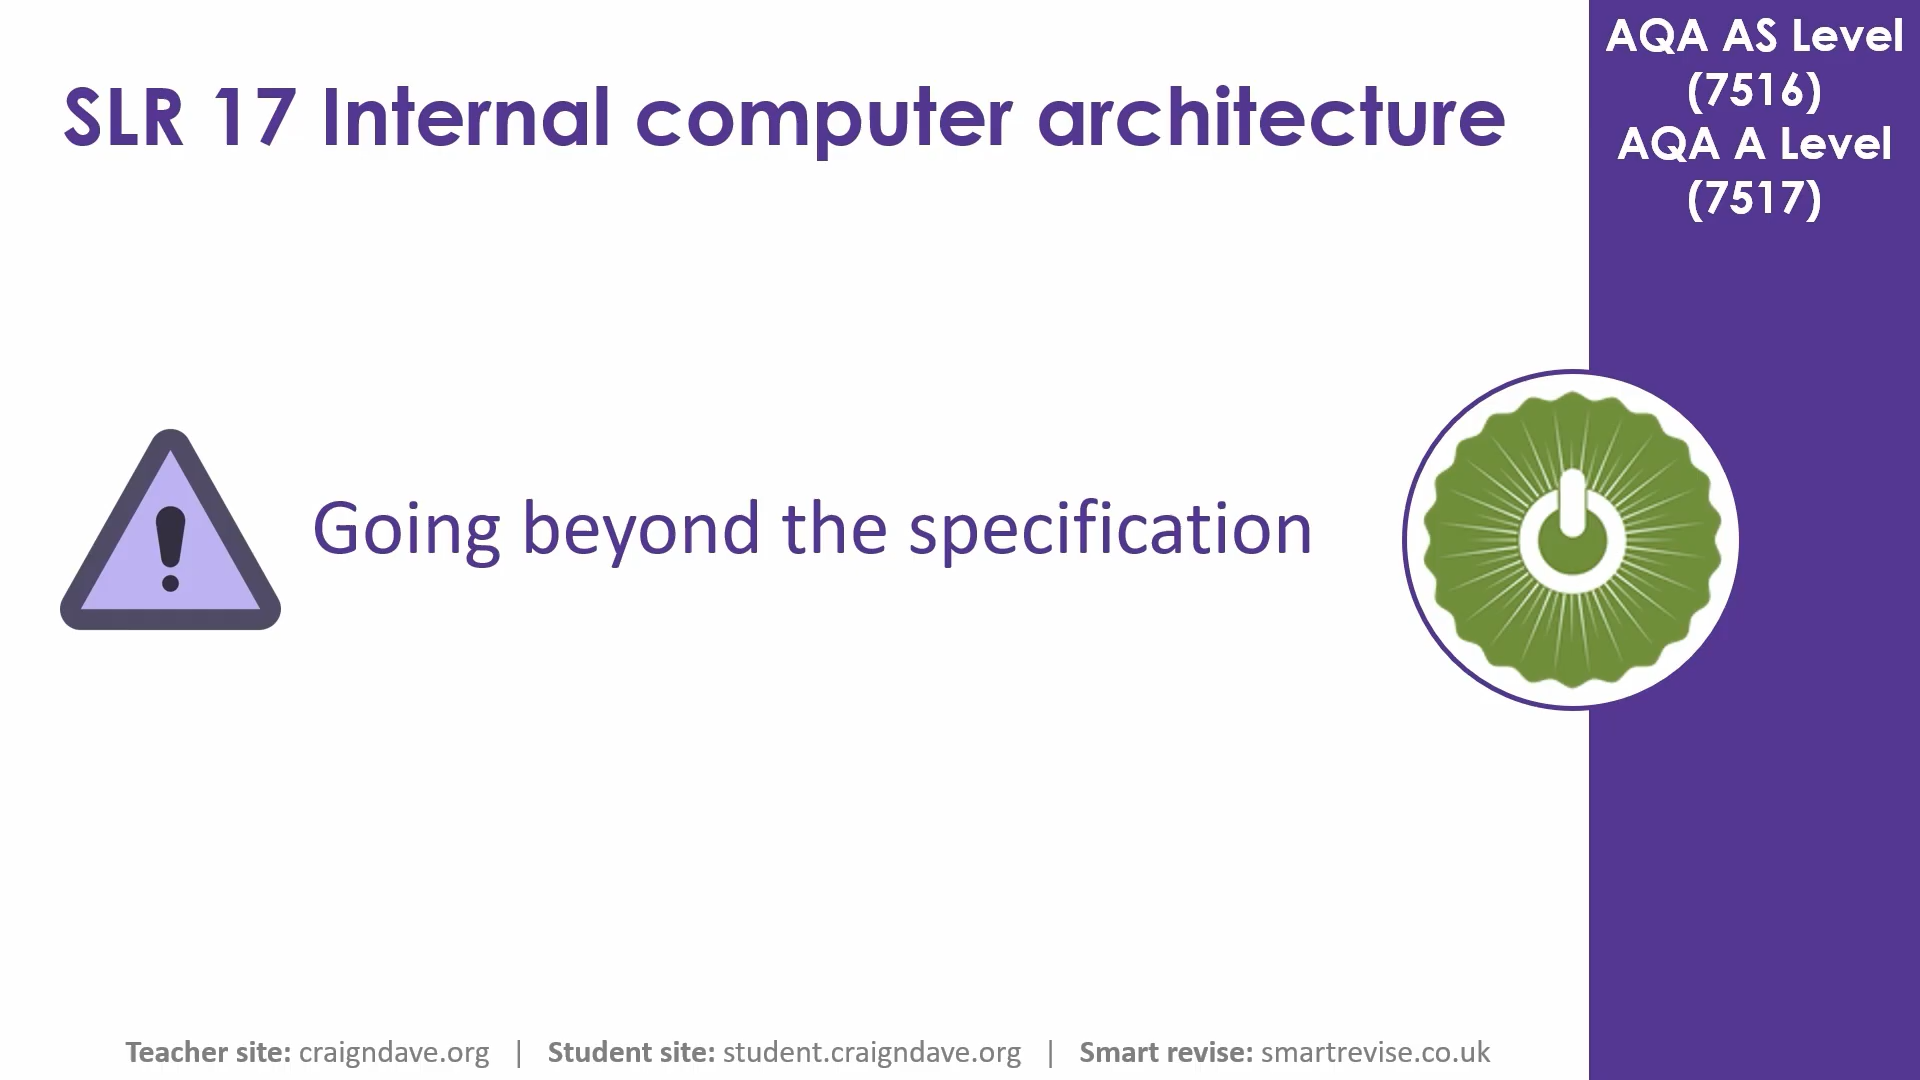 SLR 17 Internal computer architecture
AQA AS Level
(7516)
AQA A Level
(7517)
Going beyond the specification
Teacher site: craigndave.org | Student site: student.craigndave.org | Smart revise: smartrevise.co.uk